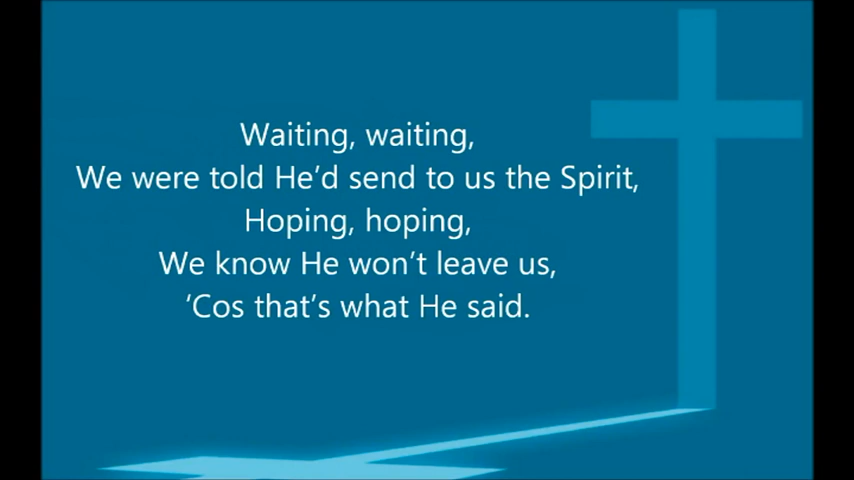 Waiting, waiting,
We were told He’d send to us the Spirit,
Hoping, hoping,
We know He won’t leave us,
‘Cos that’s what He said.